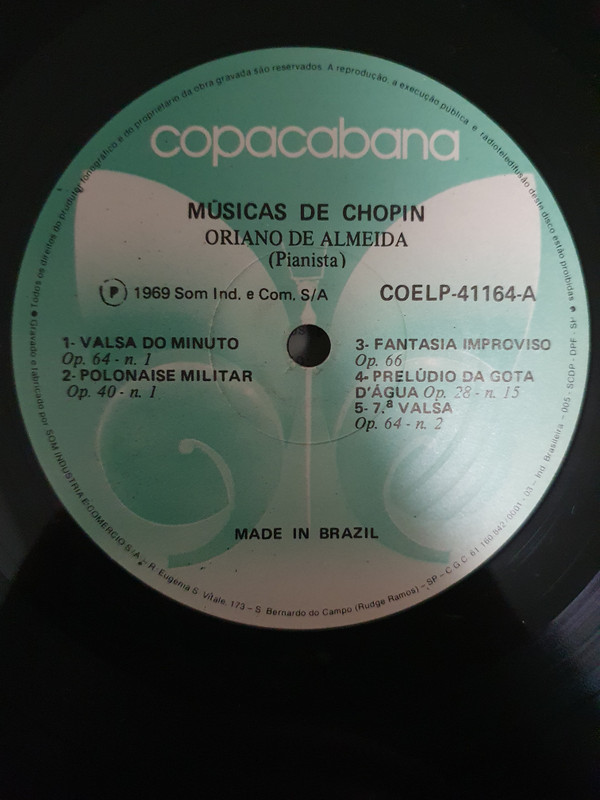 Todos os direitos do produtor fonográfico e do proprietário da obra gravada são reservados. A reprodução, a execução pública e radioteledifusão deste disco estão proibidas
copacabana
MÚSICAS DE CHOPIN
ORIANO DE ALMEIDA
(Pianista)
P 1969 Som Ind. e Com. S/A
COELP-41164-A
1- VALSA DO MINUTO
Op. 64 - n. 1
2- POLONAISE MILITAR
Op. 40 - n. 1
3- FANTASIA IMPROVISO
Op. 66
4- PRELÚDIO DA GOTA
D'ÁGUA Op. 28 - n. 15
5- 7.ª VALSA
Op. 64 - n. 2
MADE IN BRAZIL
Gravado e fabricado por SOM INDUSTRIA E COMERCIO S/A – R. Eugenia S. Vitale, 173 – S. Bernardo do Campo (Rudge Ramos) – SP – C.G.C. 61.160.842/0001-03 – Ind. Brasileira – 005 - SCDP - DPF - SP